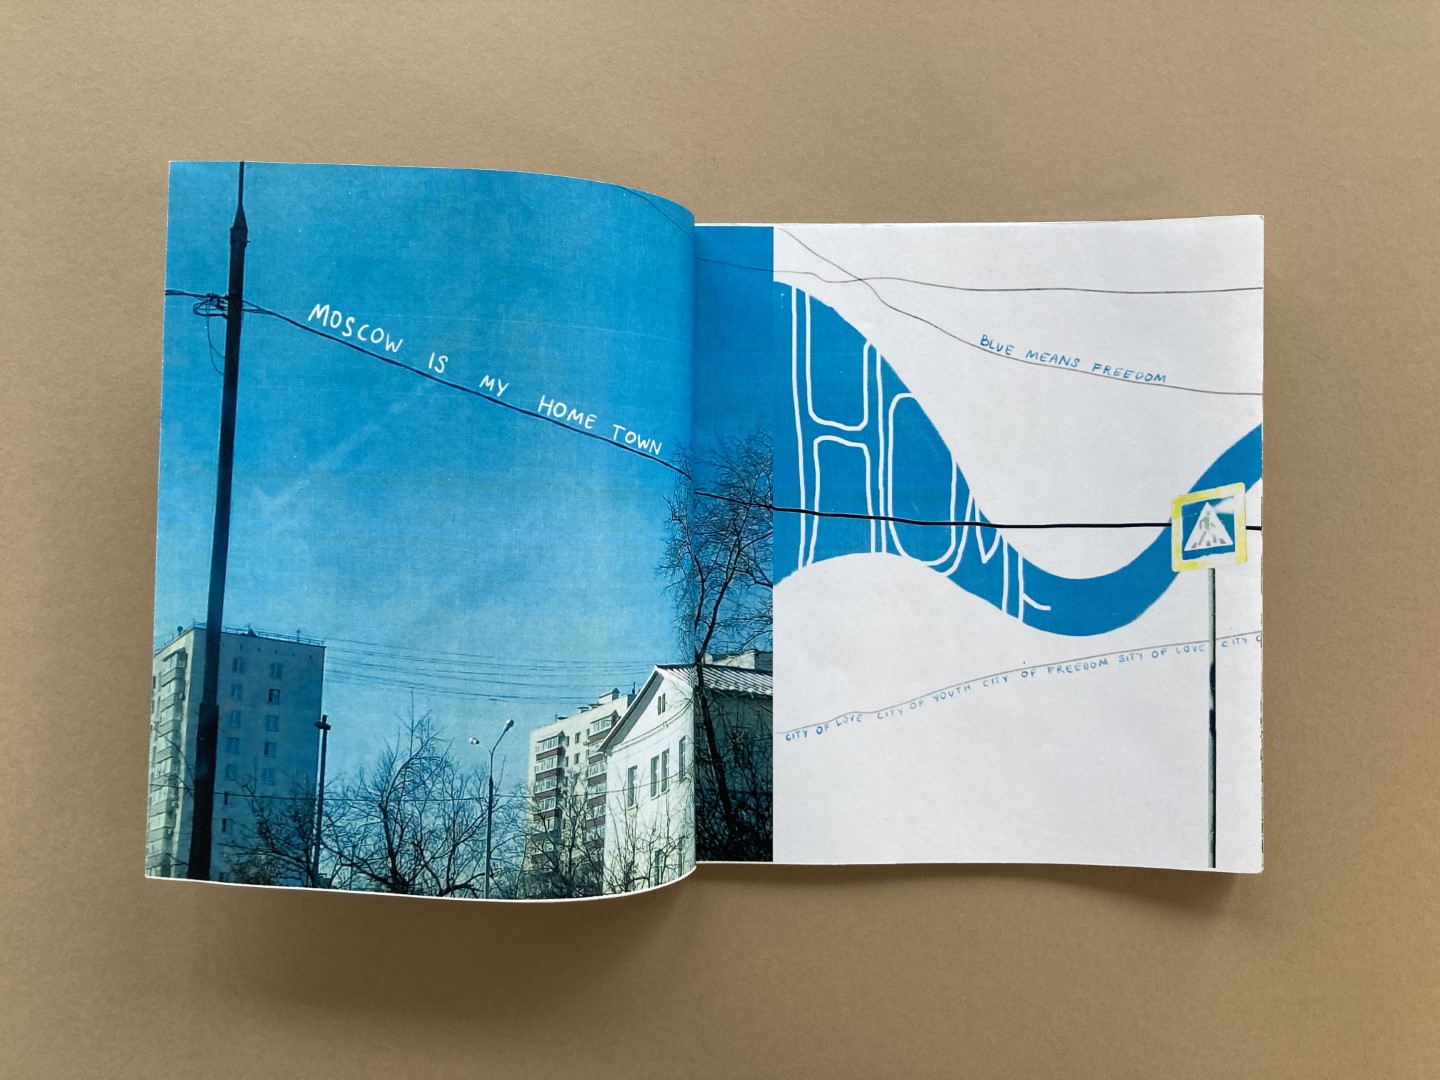 MOSCOW IS MY HOME TOWN
BLUE MEANS FREEDOM
HOME
CITY OF LOVE CITY OF YOUTH CITY OF FREEDOM SITY OF LOVE CITY